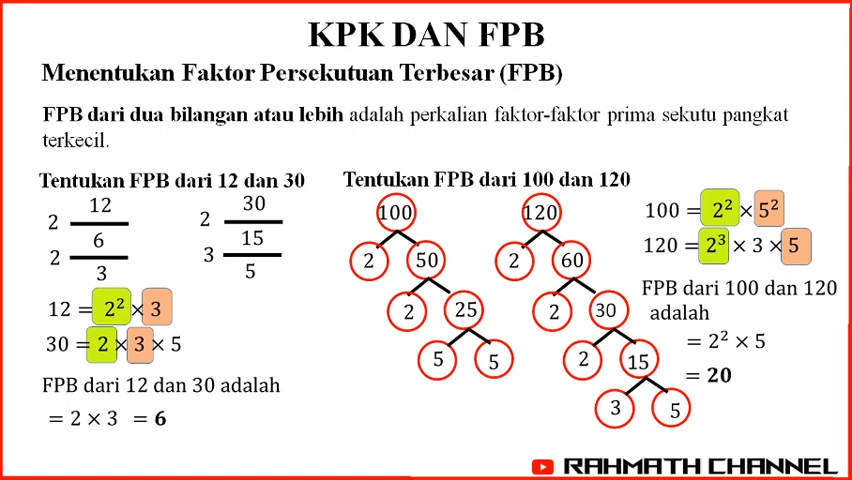 KPK DAN FPB
Menentukan Faktor Persekutuan Terbesar (FPB)
FPB dari dua bilangan atau lebih adalah perkalian faktor-faktor prima sekutu pangkat
terkecil.
Tentukan FPB dari 12 dan 30
2 12
2 6
3
2 30
3 15
5
12 = 2² × 3
30 = 2 × 3 × 5
FPB dari 12 dan 30 adalah
= 2 × 3 = 6
Tentukan FPB dari 100 dan 120
100
2 50
2 25
5 5
120
2 60
2 30
2 15
3 5
100 = 2² × 5²
120 = 2³ × 3 × 5
FPB dari 100 dan 120
adalah
= 2² × 5
= 20
RAHMATH CHANNEL